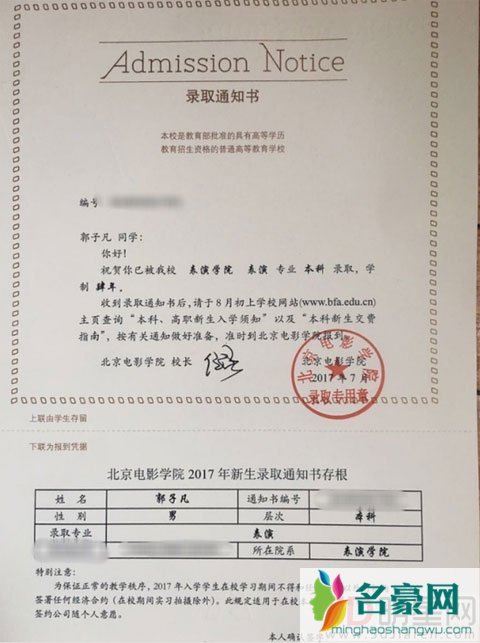 Admission Notice
录取通知书
本校是教育部批准的具有高等学历
教育招生资格的普通高等教育学校
编号
郭子凡 同学:
你好!
祝贺你已被我校 表演学院 表演 专业 本科 录取,学
制 肆年。
收到录取通知书后,请于8月初上学校网站(www.bfa.edu.cn)
主页查询“本科、高职新生入学须知”以及“本科新生交费
指南”,按有关通知做好准备,准时到北京电影学院报到。
北京电影学院 校长
北京电影学院
2017年7月
北京电影学院
录取专用章
上联由学生存留
下联为报到凭据
北京电影学院 2017 年新生录取通知书存根
姓 名 郭子凡 通知书编号
性 别 男 层次 本科
录取专业 表演
所在院系 表演学院
特别注意:
为保证正常的教学秩序,2017年入学学生在校学习期间不得和
签署任何经济合约(在校期间实习拍摄除外)。此规定适用于在校本
签约公司随个人意愿。
本人确认签字
名豪网
minghaoshangwu.com